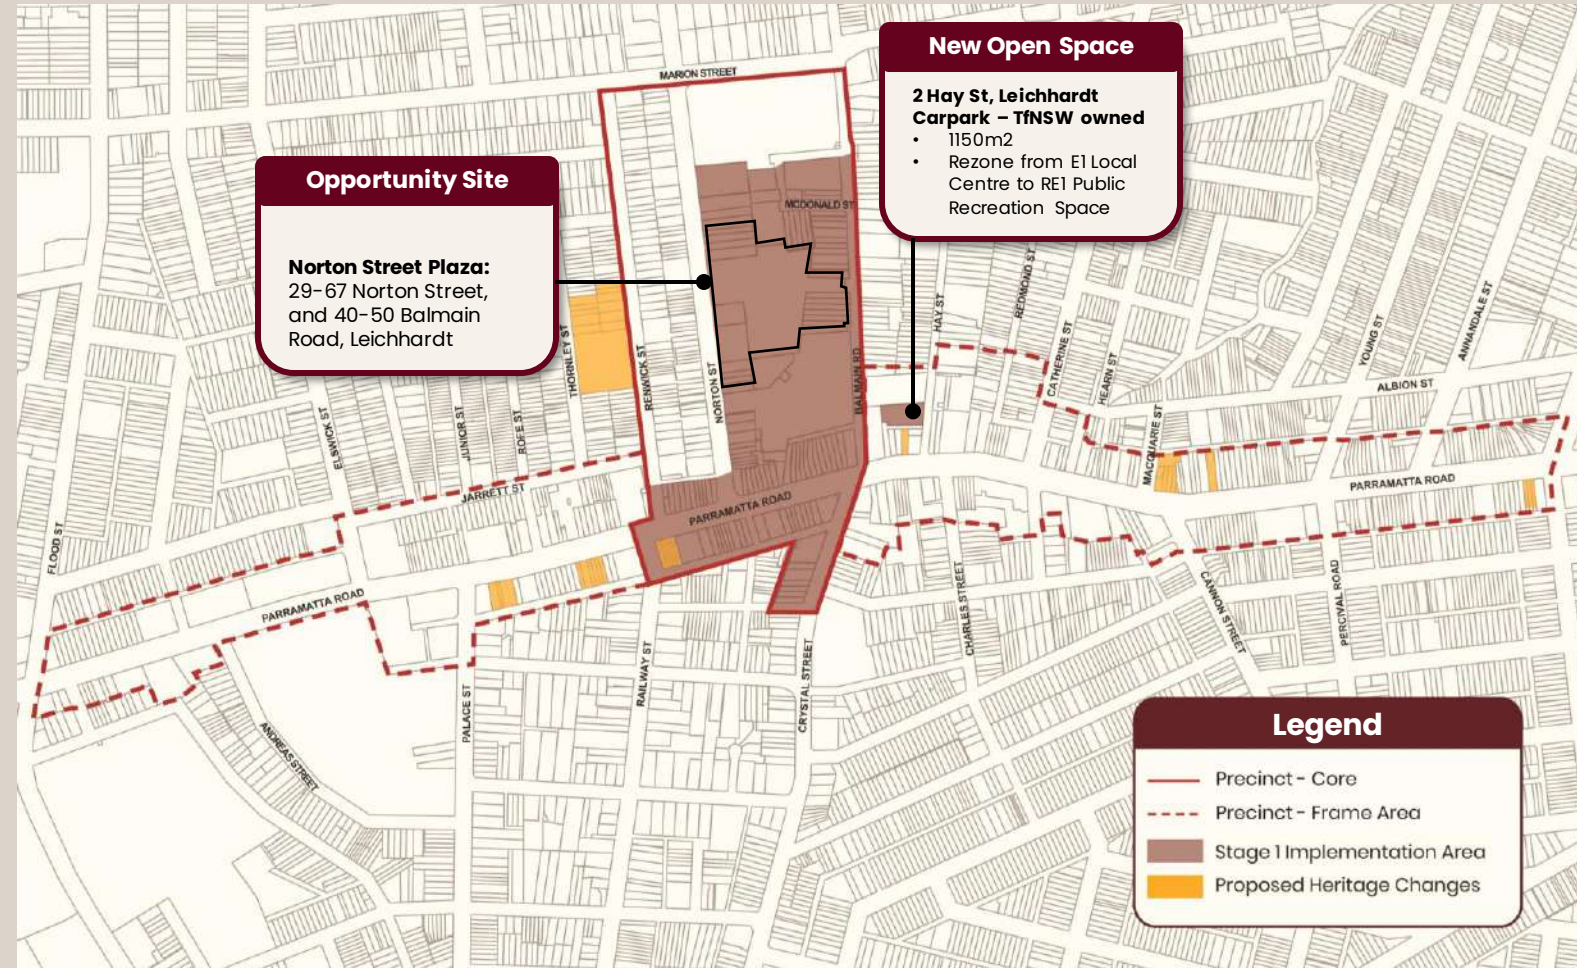 MARION STREET
New Open Space
2 Hay St, Leichhardt
Carpark – TfNSW owned
• 1150m2
• Rezone from E1 Local
Centre to RE1 Public
Recreation Space
Opportunity Site
Norton Street Plaza:
29-67 Norton Street,
and 40-50 Balmain
Road, Leichhardt
MCDONALD ST
HAY ST
REDMOND ST
CATHERINE ST
HEARN ST
YOUNG ST
ANNANDALE ST
ALBION ST
THORNLEY ST
RENWICK ST
NORTON ST
BALMAIN RD
ELSWICK ST
JUNIOR ST
ROFE ST
MACQUARIE ST
JARRETT ST
PARRAMATTA ROAD
PARRAMATTA ROAD
FLOOD ST
PARRAMATTA ROAD
CHARLES STREET
CANNON STREET
PERCIVAL ROAD
RAILWAY ST
CRYSTAL STREET
PALACE ST
ANDREAS STREET
Legend
Precinct - Core
Precinct - Frame Area
Stage 1 Implementation Area
Proposed Heritage Changes